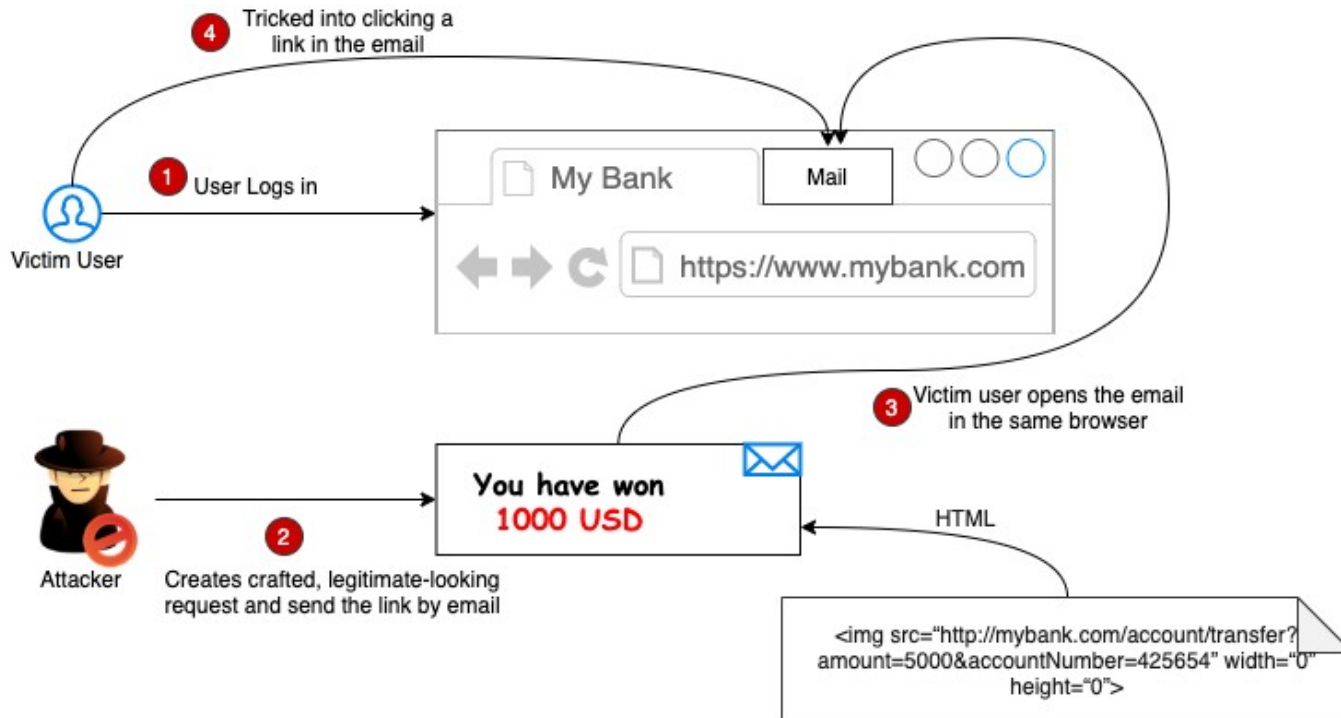 4
Tricked into clicking a
link in the email
1
User Logs in
My Bank
Mail
Victim User
https://www.mybank.com
3
Victim user opens the email
in the same browser
You have won
1000 USD
HTML
2
Attacker
Creates crafted, legitimate-looking
request and send the link by email
<img src=“http://mybank.com/account/transfer?
amount=5000&accountNumber=425654” width=“0”
height=“0”>